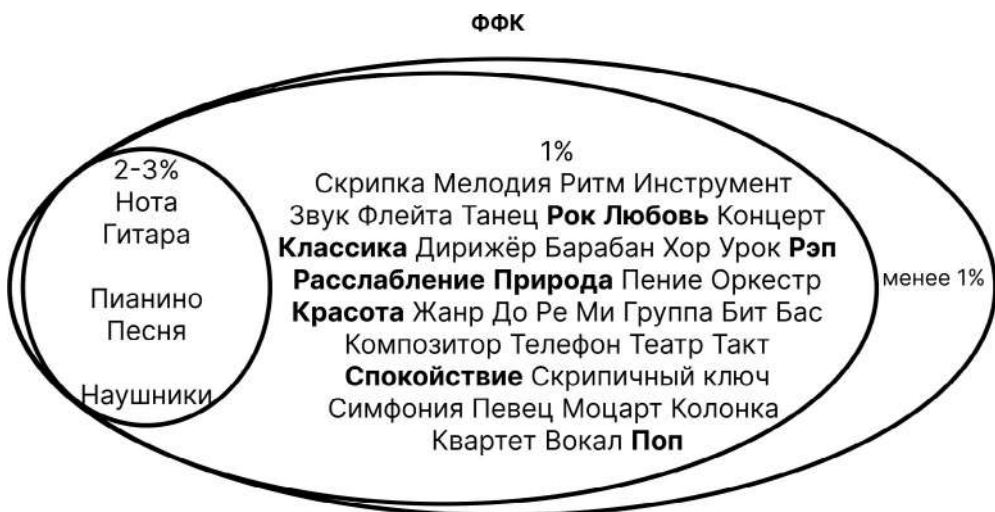 ФФК
2-3%
Нота
Гитара
Пианино
Песня
Наушники
1%
Скрипка Мелодия Ритм Инструмент
Звук Флейта Танец Рок Любовь Концерт
Классика Дирижёр Барабан Хор Урок Рэп
Расслабление Природа Пение Оркестр
Красота Жанр До Ре Ми Группа Бит Бас
Композитор Телефон Театр Такт
Спокойствие Скрипичный ключ
Симфония Певец Моцарт Колонка
Квартет Вокал Поп
менее 1%